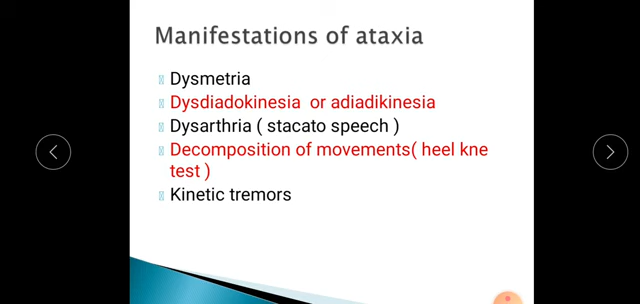 Manifestations of ataxia
Dysmetria
Dysdiadokinesia or adiadikinesia
Dysarthria ( stacato speech )
Decomposition of movements( heel kne
test )
Kinetic tremors